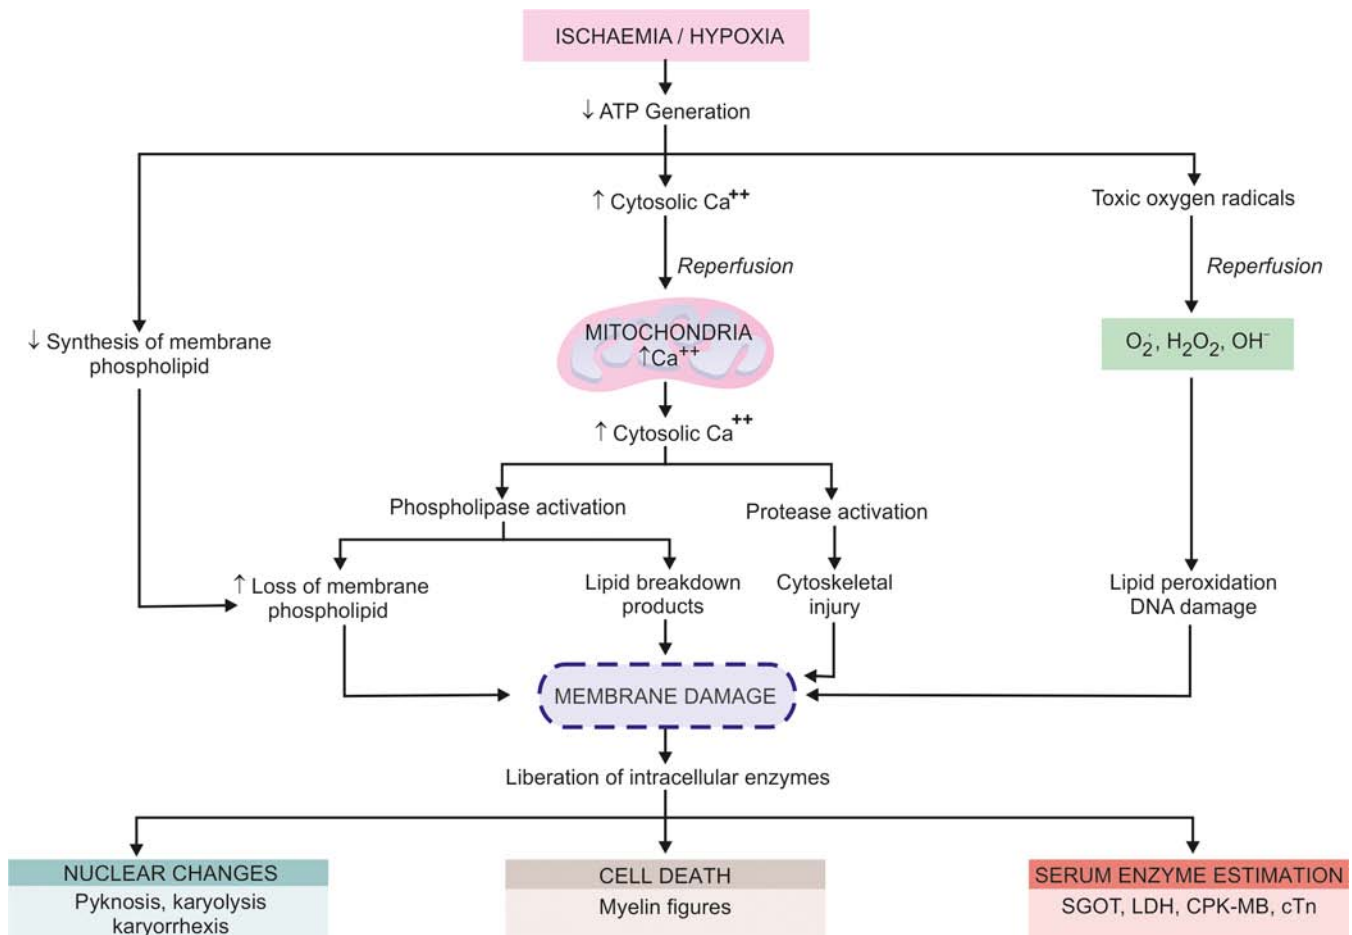 ISCHAEMIA / HYPOXIA
↓ ATP Generation
↑ Cytosolic Ca++
Toxic oxygen radicals
Reperfusion
Reperfusion
↓ Synthesis of membrane
phospholipid
MITOCHONDRIA
↑Ca++
O2∸, H2O2, OH−
↑ Cytosolic Ca++
Phospholipase activation
Protease activation
↑ Loss of membrane
phospholipid
Lipid breakdown
products
Cytoskeletal
injury
Lipid peroxidation
DNA damage
MEMBRANE DAMAGE
Liberation of intracellular enzymes
NUCLEAR CHANGES
Pyknosis, karyolysis
karyorrhexis
CELL DEATH
Myelin figures
SERUM ENZYME ESTIMATION
SGOT, LDH, CPK-MB, cTn